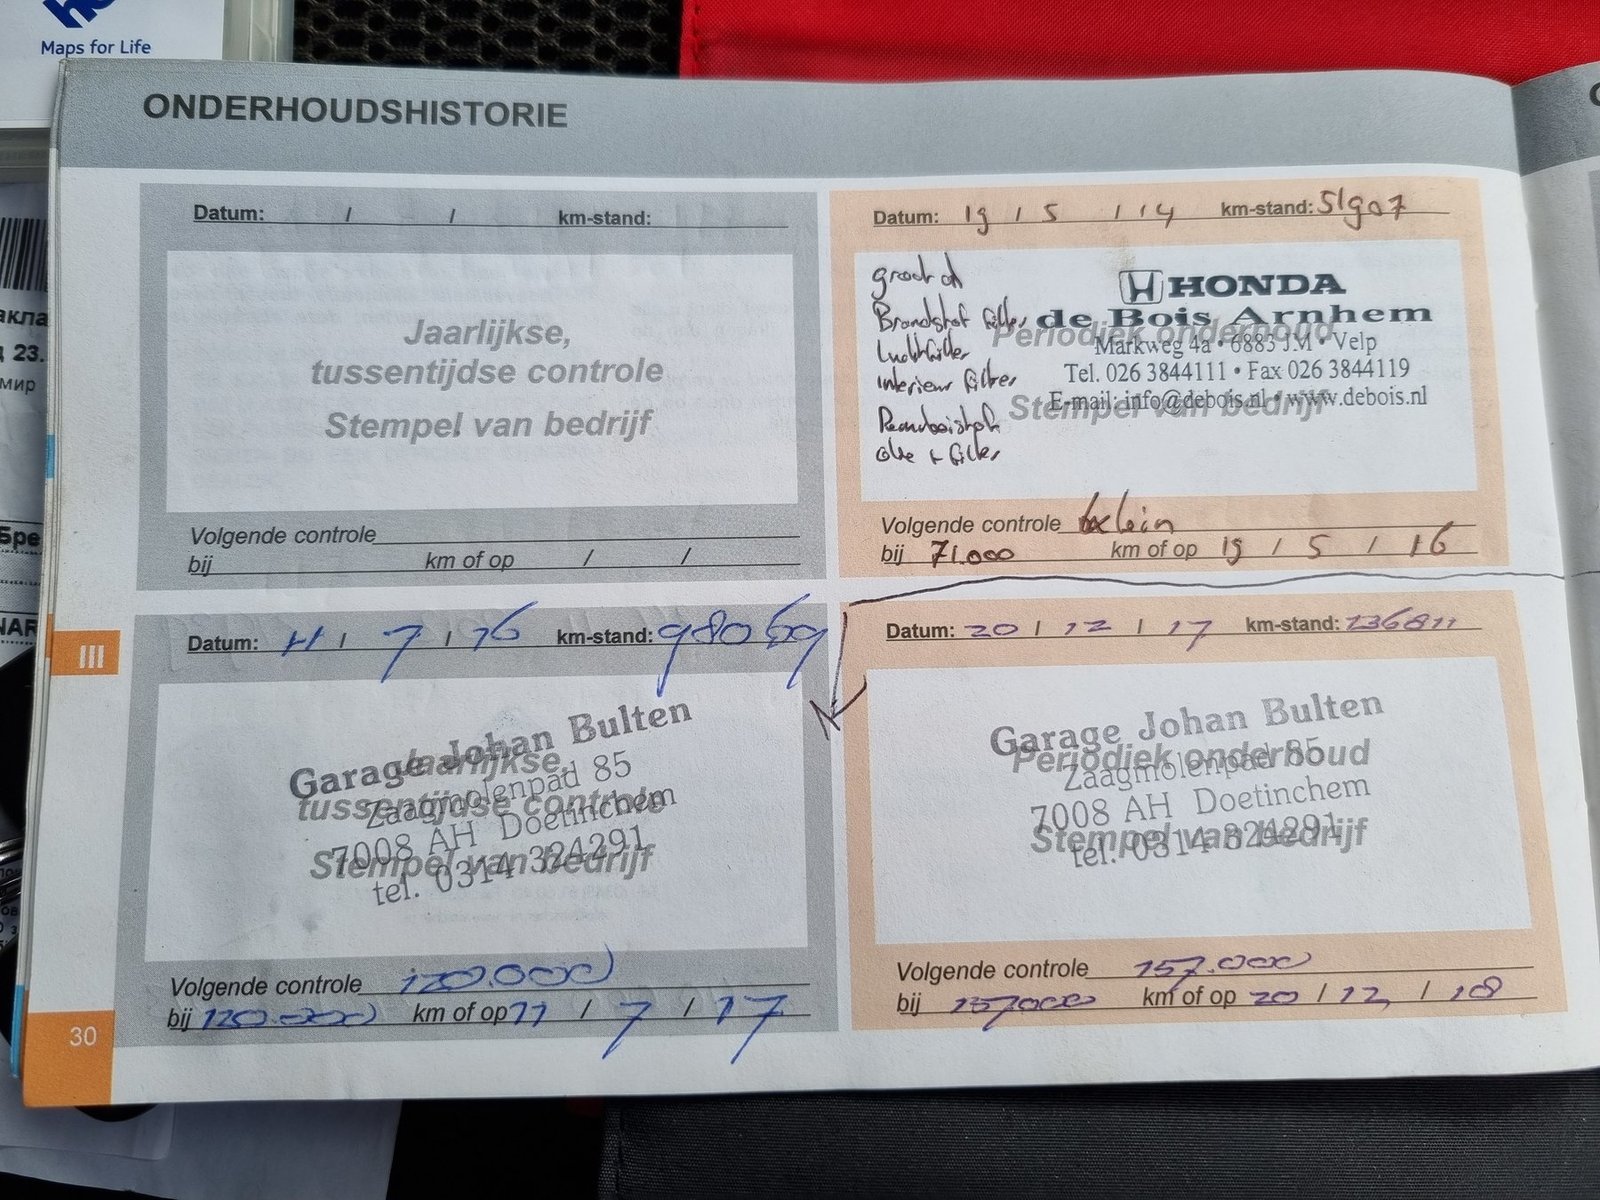 Maps for Life
ONDERHOUDSHISTORIE
Datum: / / km-stand:
Jaarlijkse,
tussentijdse controle
Stempel van bedrijf
Volgende controle
bij km of op / /
Datum: 19 / 5 / 14 km-stand: 51907
groot oh
Brandstof filter
Luchtfilter
Interieur filter
olie + filter
HONDA
de Bois Arnhem
Periodiek onderhoud
Markweg 4a • 6883 JM • Velp
Tel. 026 3844111 • Fax 026 3844119
Stempel van bedrijf
E-mail: info@debois.nl • www.debois.nl
Volgende controle klein
bij 71.000 km of op 19 / 5 / 16
Datum: 11 / 7 / 16 km-stand: 98069
Garage Johan Bulten
Jaarlijkse,
Zaagmolenpad 85
tussentijdse controle
7008 AH Doetinchem
Stempel van bedrijf
tel. 0314 324291
Volgende controle 120.000
bij 120.000 km of op 11 / 7 / 17
Datum: 20 / 12 / 17 km-stand: 136811
Garage Johan Bulten
Periodiek onderhoud
Zaagmolenpad 85
7008 AH Doetinchem
Stempel van bedrijf
tel. 0314 324291
Volgende controle 157.000
bij 157000 km of op 20 / 12 / 18
III
30
акла
23.
мир
Бре
NAR